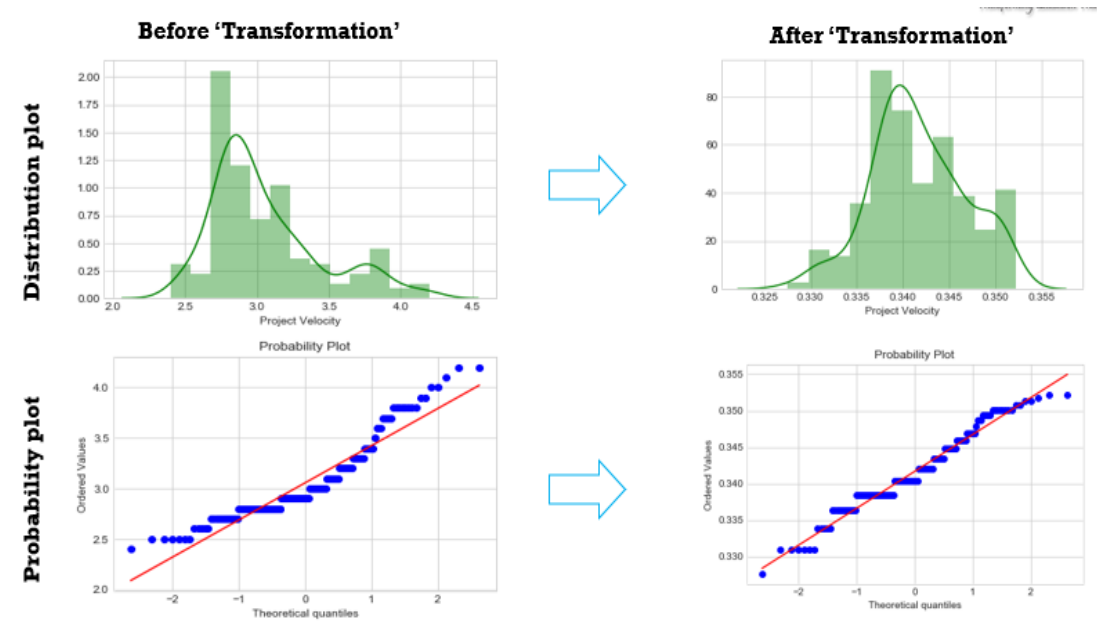 Before ‘Transformation’
After ‘Transformation’
Distribution plot
2.00
1.75
1.50
1.25
1.00
0.75
0.50
0.25
0.00
2.0 2.5 3.0 3.5 4.0 4.5
Project Velocity
80
60
40
20
0
0.325 0.330 0.335 0.340 0.345 0.350 0.355
Project Velocity
Probability plot
Probability Plot
Ordered Values
4.0
3.5
3.0
2.5
2.0
−2 −1 0 1 2
Theoretical quantiles
Probability Plot
Ordered Values
0.355
0.350
0.345
0.340
0.335
0.330
−2 −1 0 1 2
Theoretical quantiles